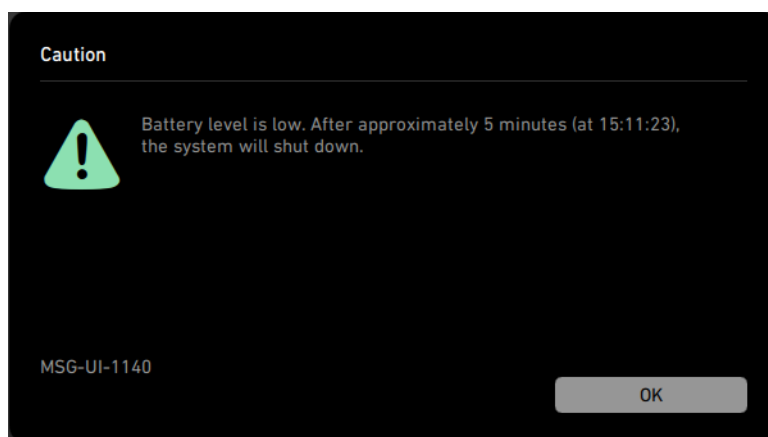 Caution
Battery level is low. After approximately 5 minutes (at 15:11:23),
the system will shut down.
MSG-UI-1140
OK